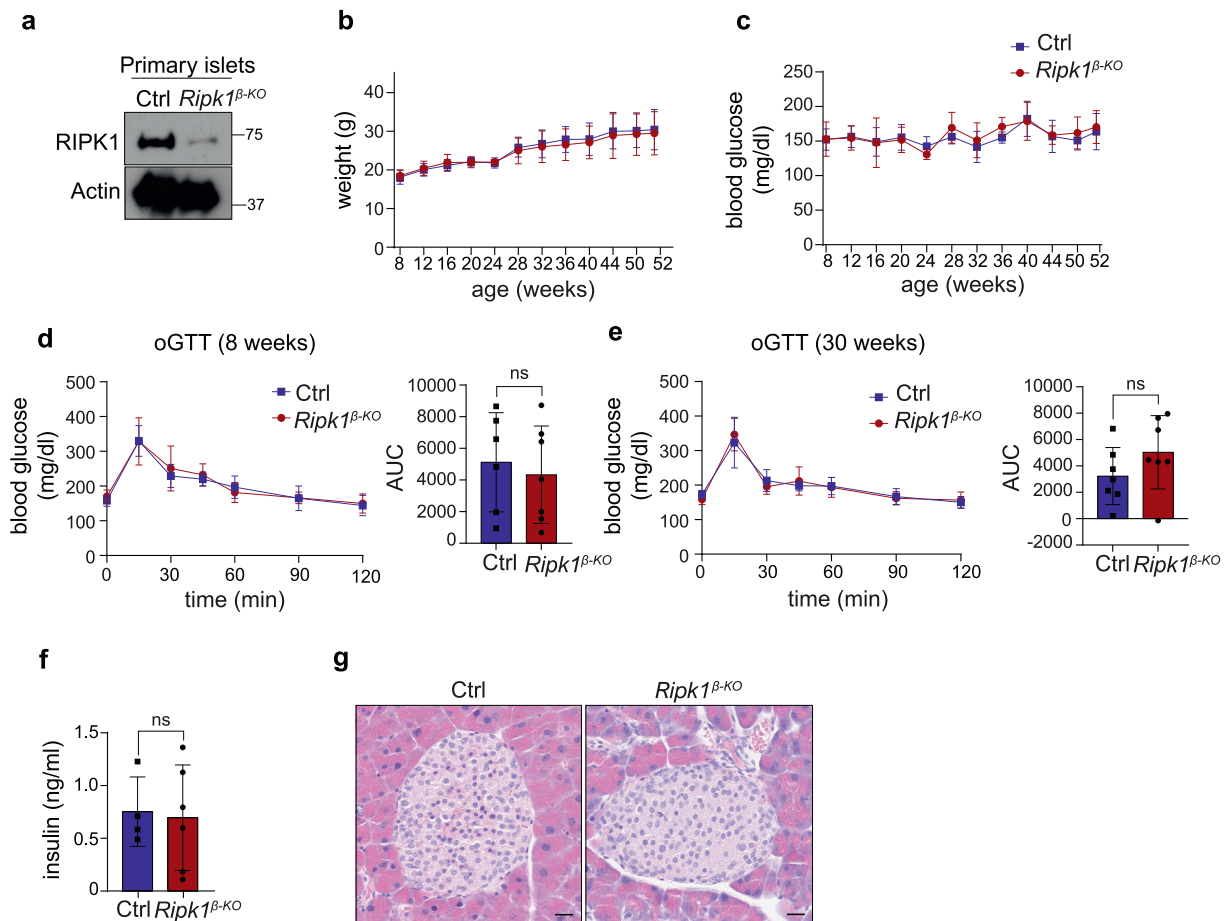 a
Primary islets
Ctrl Ripk1β-KO
RIPK1
75
Actin
37
b
weight (g)
40
30
20
10
0
8 12 16 20 24 28 32 36 40 44 50 52
age (weeks)
c
Ctrl
Ripk1β-KO
blood glucose
(mg/dl)
250
200
150
100
50
0
8 12 16 20 24 28 32 36 40 44 50 52
age (weeks)
d
oGTT (8 weeks)
Ctrl
Ripk1β-KO
blood glucose
(mg/dl)
500
400
300
200
100
0
0 30 60 90 120
time (min)
ns
AUC
10000
8000
6000
4000
2000
0
Ctrl Ripk1β-KO
e
oGTT (30 weeks)
Ctrl
Ripk1β-KO
blood glucose
(mg/dl)
500
400
300
200
100
0
0 30 60 90 120
time (min)
ns
AUC
10000
8000
6000
4000
2000
0
-2000
Ctrl Ripk1β-KO
f
ns
insulin (ng/ml)
1.5
1.0
0.5
0
Ctrl Ripk1β-KO
g
Ctrl
Ripk1β-KO